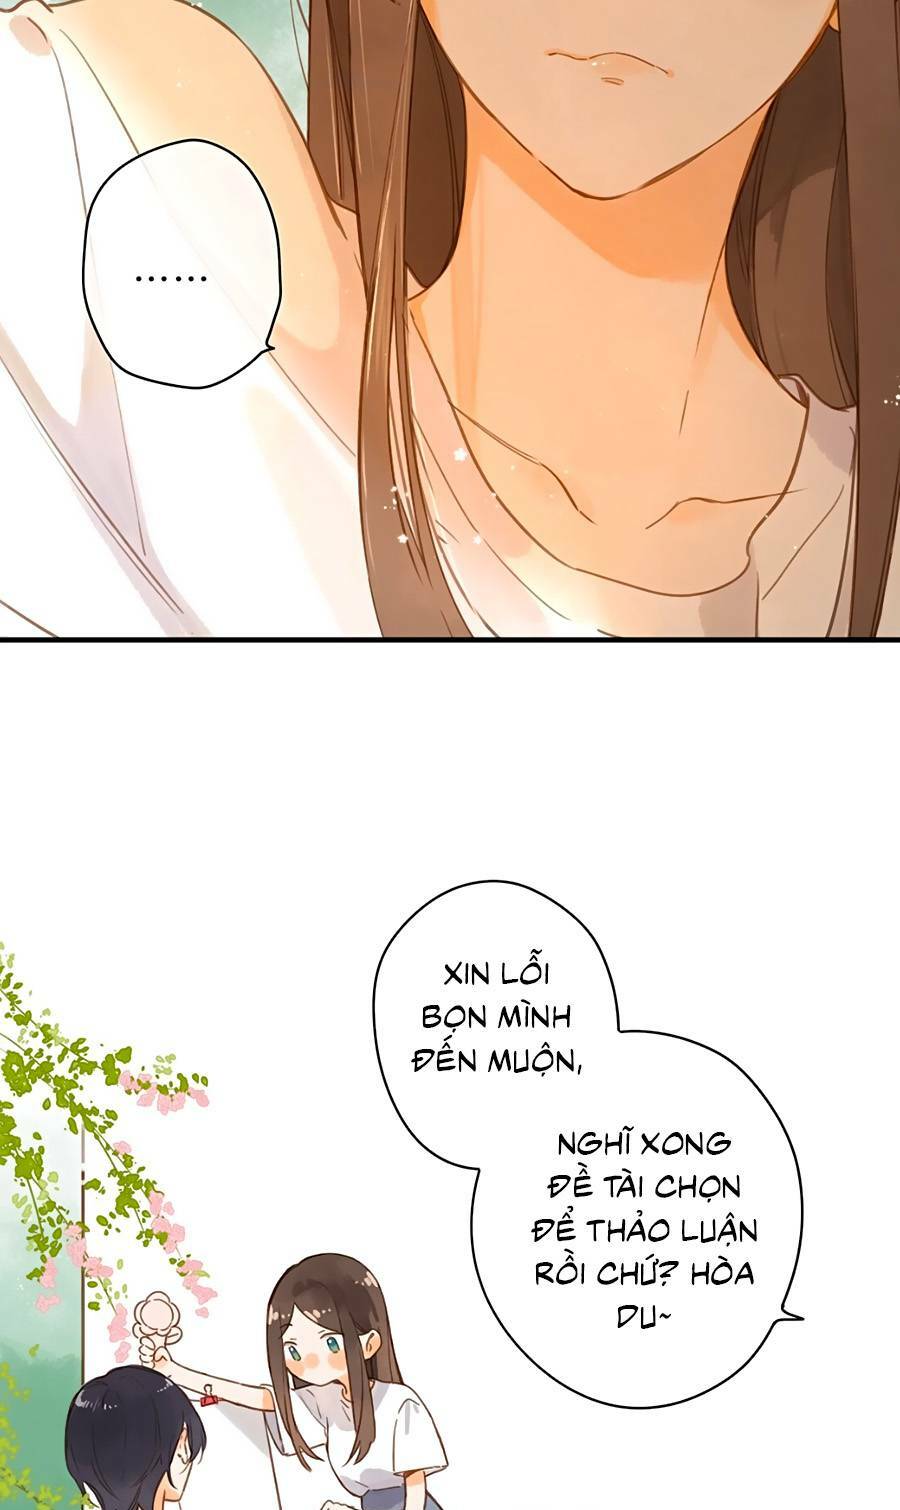 ......
XIN LỖI
BỌN MÌNH
ĐẾN MUỘN,
NGHĨ XONG
ĐỀ TÀI CHỌN
ĐỂ THẢO LUẬN
RỒI CHỨ? HÒA
DU~